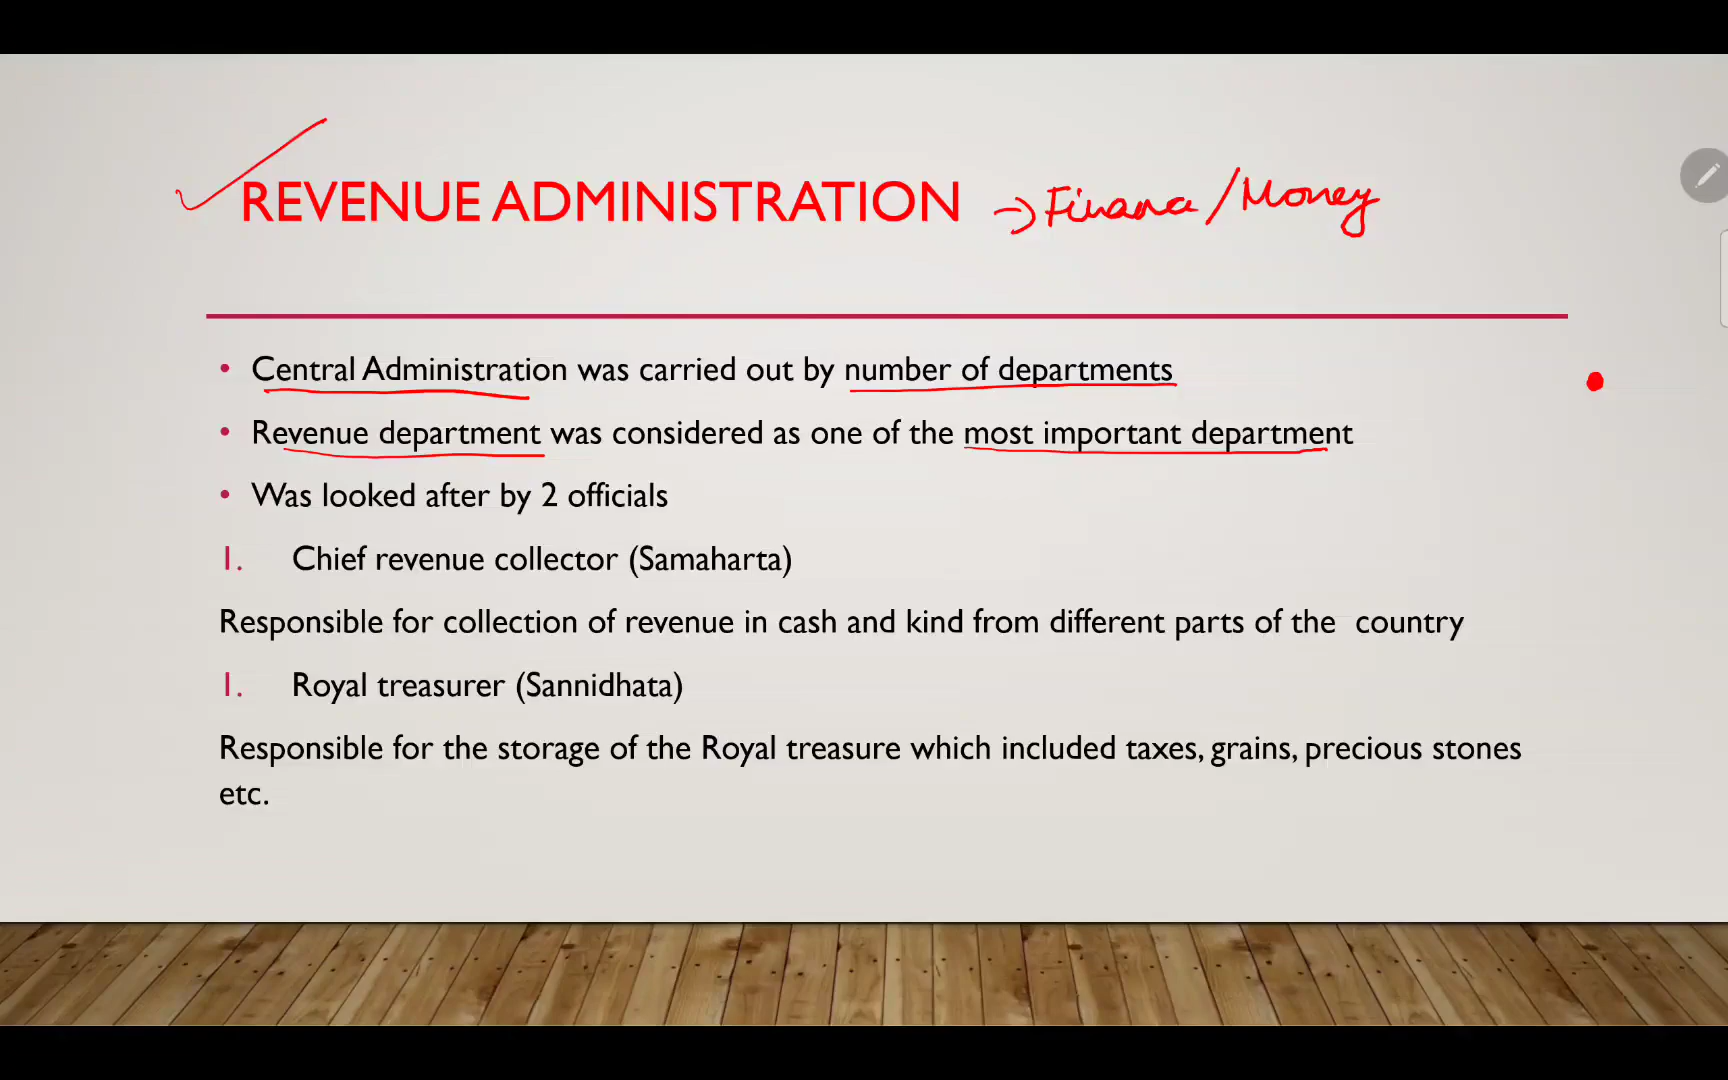 REVENUE ADMINISTRATION → Finance/Money
• Central Administration was carried out by number of departments
• Revenue department was considered as one of the most important department
• Was looked after by 2 officials
1. Chief revenue collector (Samaharta)
Responsible for collection of revenue in cash and kind from different parts of the country
1. Royal treasurer (Sannidhata)
Responsible for the storage of the Royal treasure which included taxes, grains, precious stones
etc.